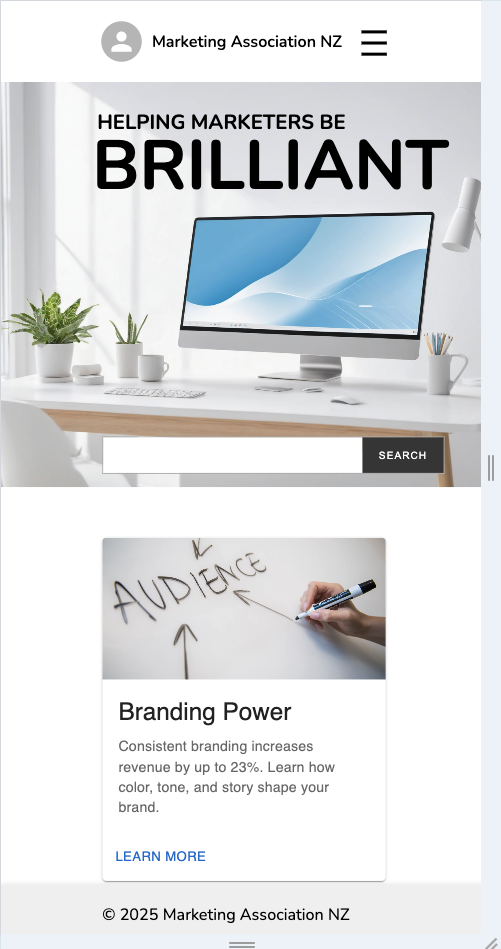 Marketing Association NZ
HELPING MARKETERS BE
BRILLIANT
SEARCH
AUDIENCE
Branding Power
Consistent branding increases
revenue by up to 23%. Learn how
color, tone, and story shape your
brand.
LEARN MORE
© 2025 Marketing Association NZ